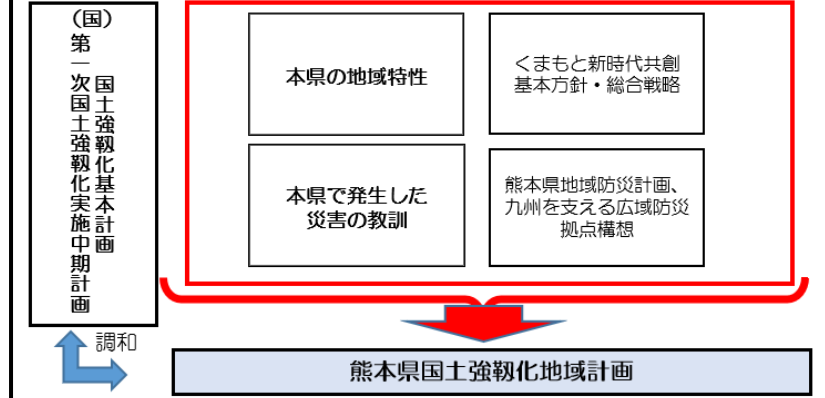 （国）
国土強靱化基本計画
第一次国土強靱化実施中期計画
本県の地域特性
くまもと新時代共創
基本方針・総合戦略
本県で発生した
災害の教訓
熊本県地域防災計画、
九州を支える広域防災
拠点構想
調和
熊本県国土強靱化地域計画